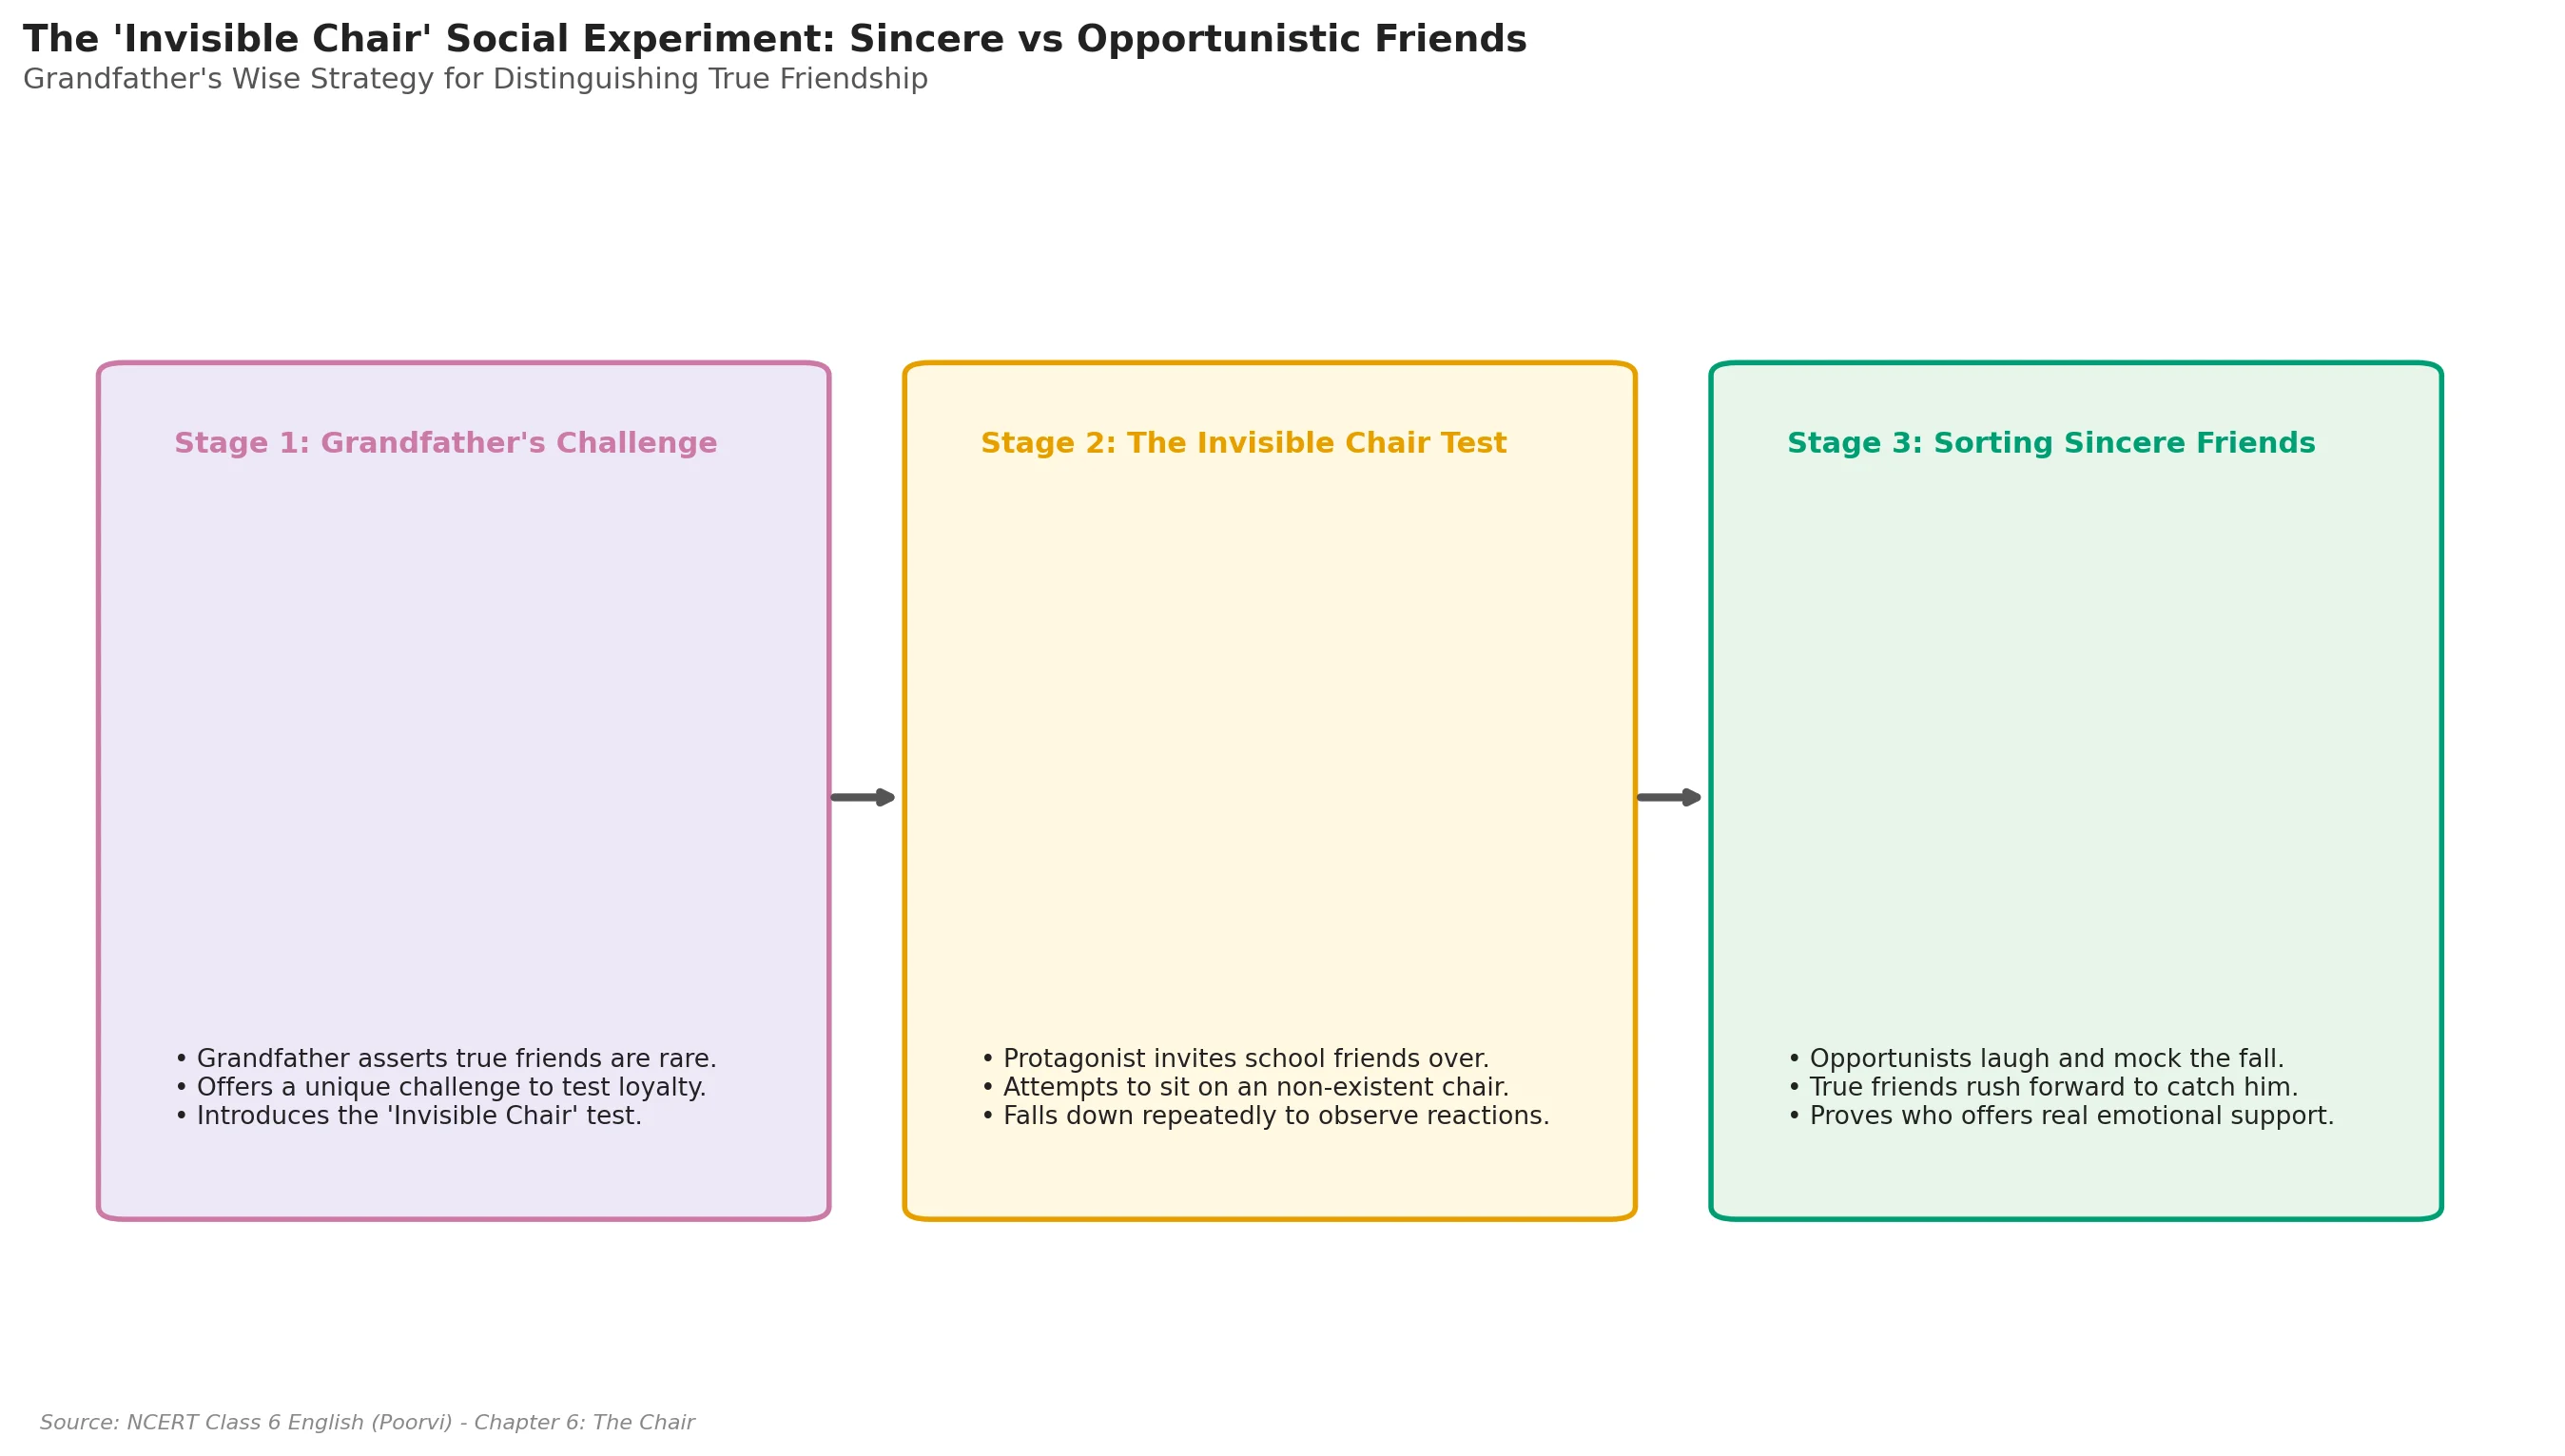 The 'Invisible Chair' Social Experiment: Sincere vs Opportunistic Friends
Grandfather's Wise Strategy for Distinguishing True Friendship
Stage 1: Grandfather's Challenge
• Grandfather asserts true friends are rare.
• Offers a unique challenge to test loyalty.
• Introduces the 'Invisible Chair' test.
Stage 2: The Invisible Chair Test
• Protagonist invites school friends over.
• Attempts to sit on an non-existent chair.
• Falls down repeatedly to observe reactions.
Stage 3: Sorting Sincere Friends
• Opportunists laugh and mock the fall.
• True friends rush forward to catch him.
• Proves who offers real emotional support.
Source: NCERT Class 6 English (Poorvi) - Chapter 6: The Chair